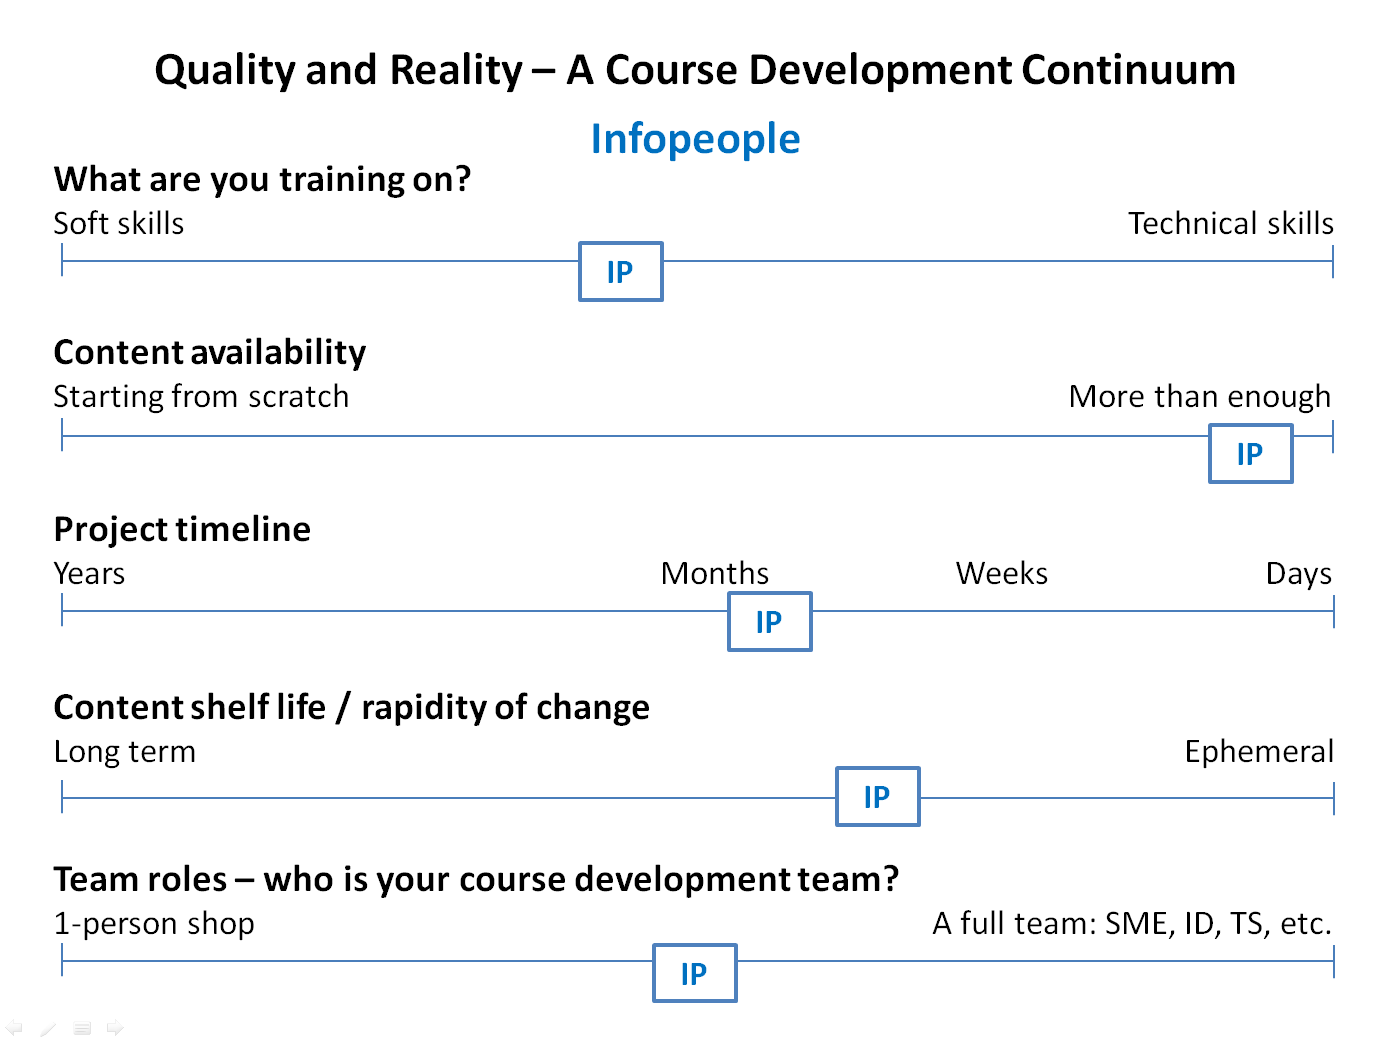 Quality and Reality – A Course Development Continuum
Infopeople
What are you training on?
Soft skills Technical skills
IP
Content availability
Starting from scratch More than enough
IP
Project timeline
Years Months Weeks Days
IP
Content shelf life / rapidity of change
Long term Ephemeral
IP
Team roles – who is your course development team?
1-person shop A full team: SME, ID, TS, etc.
IP